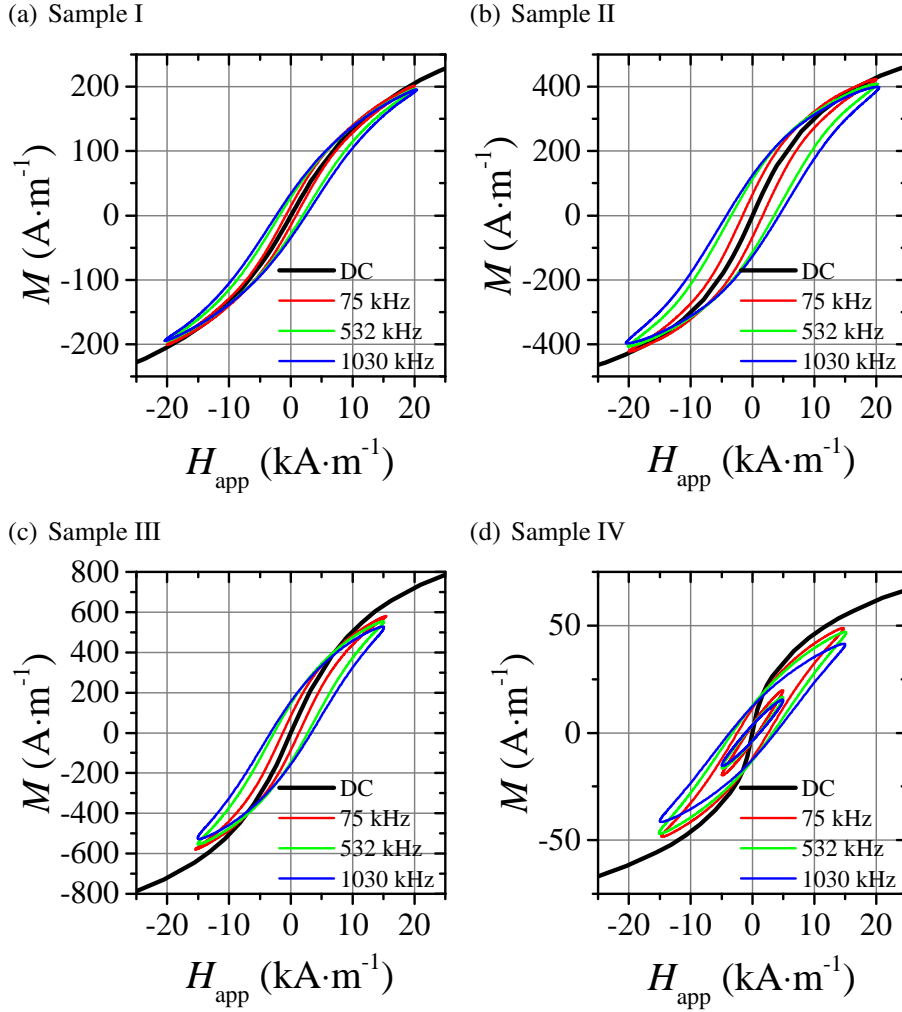 (a) Sample I
200
100
0
-100
-200
M (A·m⁻¹)
DC
75 kHz
532 kHz
1030 kHz
-20 -10 0 10 20
H_app (kA·m⁻¹)
(b) Sample II
400
200
0
-200
-400
M (A·m⁻¹)
DC
75 kHz
532 kHz
1030 kHz
-20 -10 0 10 20
H_app (kA·m⁻¹)
(c) Sample III
800
600
400
200
0
-200
-400
-600
-800
M (A·m⁻¹)
DC
75 kHz
532 kHz
1030 kHz
-20 -10 0 10 20
H_app (kA·m⁻¹)
(d) Sample IV
50
0
-50
M (A·m⁻¹)
DC
75 kHz
532 kHz
1030 kHz
-20 -10 0 10 20
H_app (kA·m⁻¹)